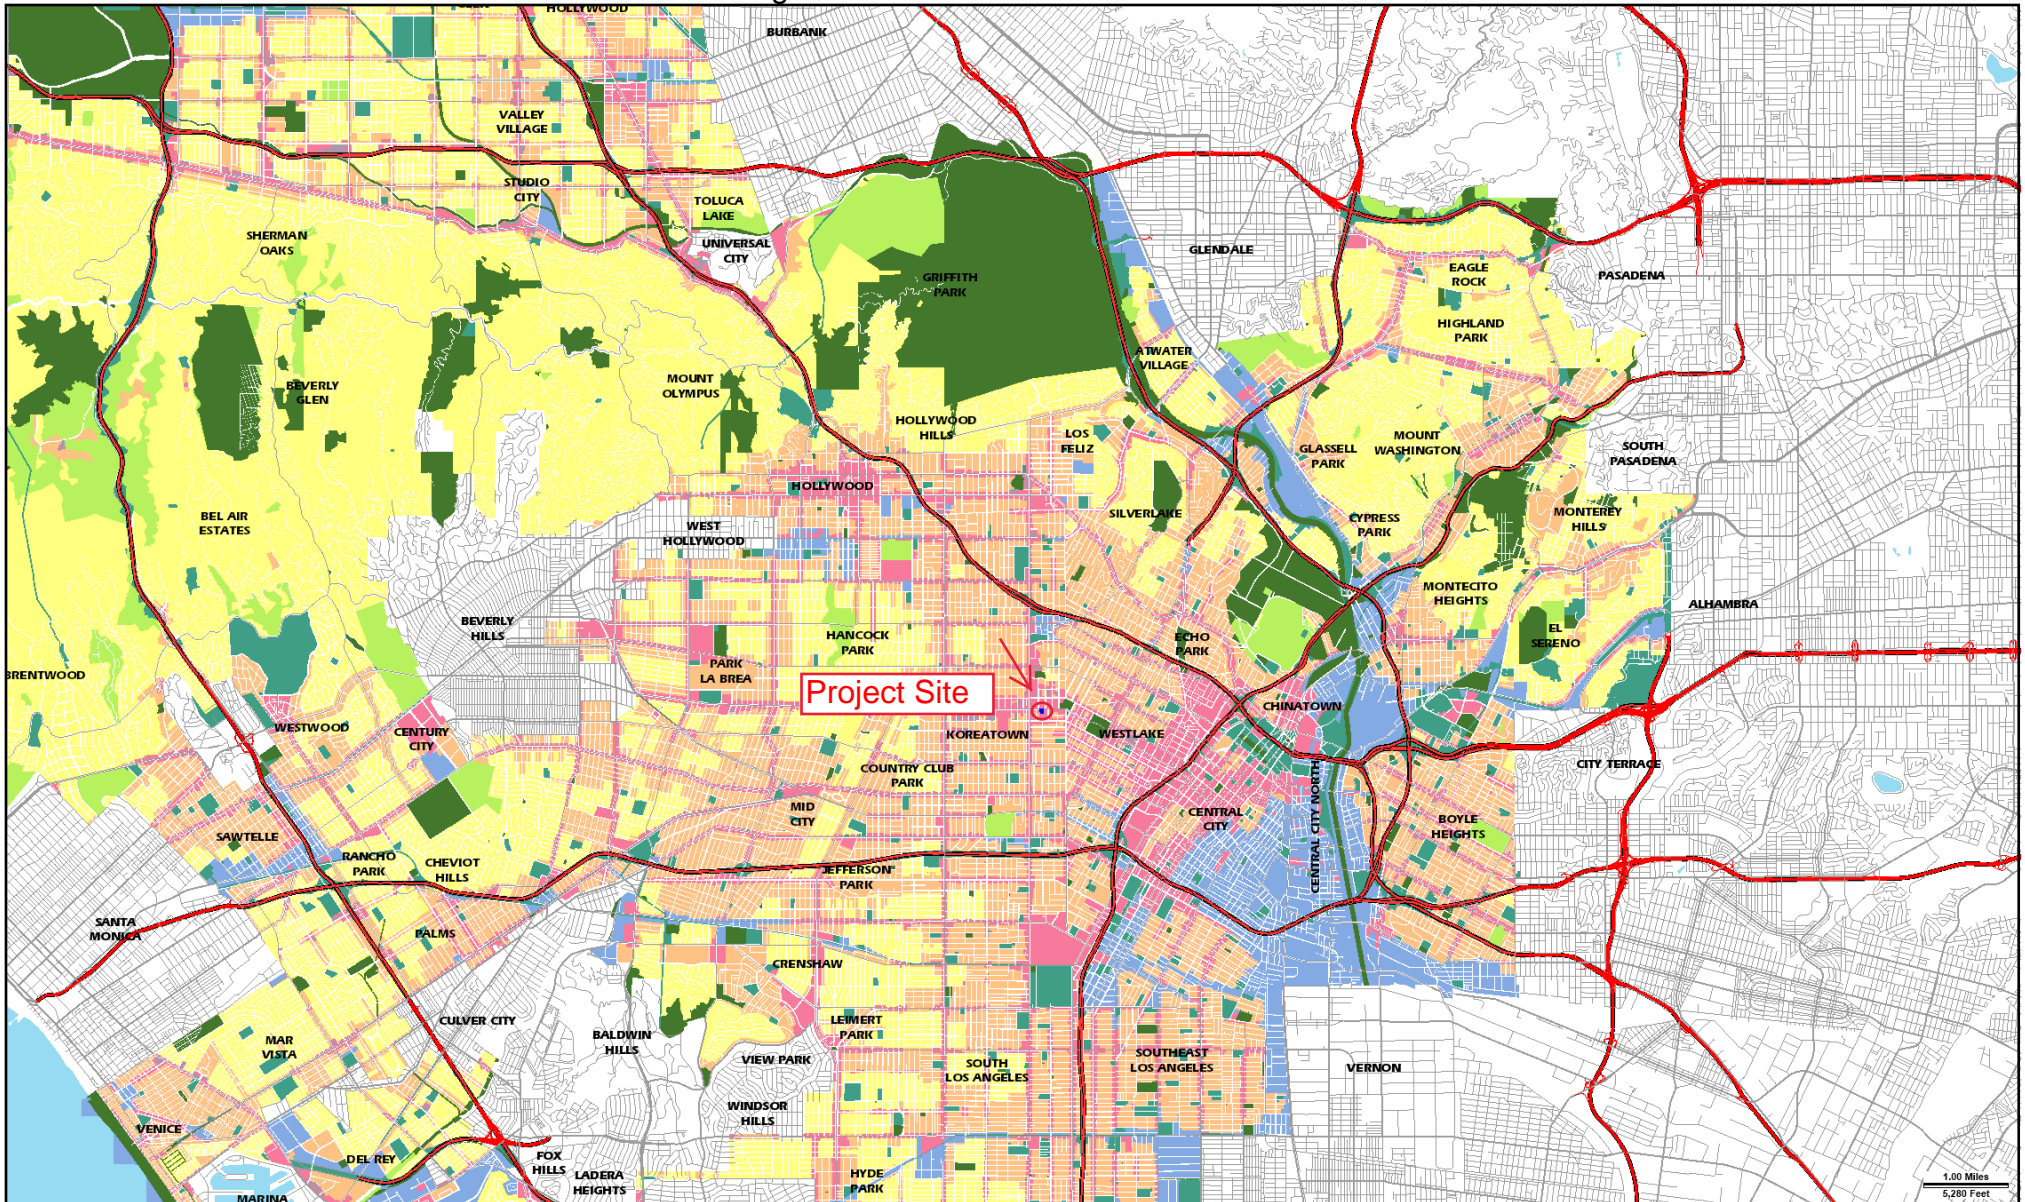 HOLLYWOOD
BURBANK
VALLEY
VILLAGE
STUDIO
CITY
TOLUCA
LAKE
UNIVERSAL
CITY
SHERMAN
OAKS
GRIFFITH
PARK
GLENDALE
EAGLE
ROCK
PASADENA
HIGHLAND
PARK
ATWATER
VILLAGE
BEVERLY
GLEN
MOUNT
OLYMPUS
HOLLYWOOD
HILLS
LOS
FELIZ
GLASSELL
PARK
MOUNT
WASHINGTON
SOUTH
PASADENA
HOLLYWOOD
BEL AIR
ESTATES
WEST
HOLLYWOOD
SILVERLAKE
CYPRESS
PARK
MONTEREY
HILLS
MONTECITO
HEIGHTS
ALHAMBRA
BEVERLY
HILLS
HANCOCK
PARK
ECHO
PARK
EL
SERENO
BRENTWOOD
PARK
LA BREA
Project Site
WESTWOOD
CENTURY
CITY
KOREATOWN
WESTLAKE
CHINATOWN
COUNTRY CLUB
PARK
CITY TERRACE
MID
CITY
CENTRAL
CITY
CENTRAL CITY NORTH
BOYLE
HEIGHTS
SAWTELLE
RANCHO
PARK
CHEVIOT
HILLS
JEFFERSON
PARK
SANTA
MONICA
PALMS
CRENSHAW
CULVER CITY
BALDWIN
HILLS
LEIMERT
PARK
MAR
VISTA
VIEW PARK
SOUTH
LOS ANGELES
SOUTHEAST
LOS ANGELES
VERNON
WINDSOR
HILLS
VENICE
DEL REY
FOX
HILLS
LADERA
HEIGHTS
HYDE
PARK
MARINA
1.00 Miles
5,280 Feet